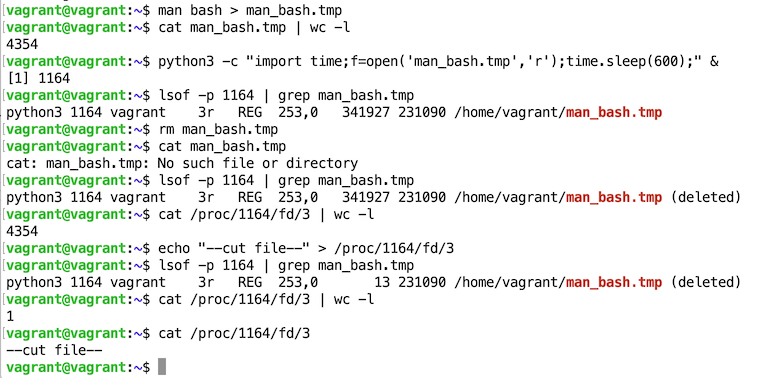 vagrant@vagrant:~$ man bash > man_bash.tmp
vagrant@vagrant:~$ cat man_bash.tmp | wc -l
4354
vagrant@vagrant:~$ python3 -c "import time;f=open('man_bash.tmp','r');time.sleep(600);" &
[1] 1164
vagrant@vagrant:~$ lsof -p 1164 | grep man_bash.tmp
python3 1164 vagrant    3r   REG  253,0   341927 231090 /home/vagrant/man_bash.tmp
vagrant@vagrant:~$ rm man_bash.tmp
vagrant@vagrant:~$ cat man_bash.tmp
cat: man_bash.tmp: No such file or directory
vagrant@vagrant:~$ lsof -p 1164 | grep man_bash.tmp
python3 1164 vagrant    3r   REG  253,0   341927 231090 /home/vagrant/man_bash.tmp (deleted)
vagrant@vagrant:~$ cat /proc/1164/fd/3 | wc -l
4354
vagrant@vagrant:~$ echo "--cut file--" > /proc/1164/fd/3
vagrant@vagrant:~$ lsof -p 1164 | grep man_bash.tmp
python3 1164 vagrant    3r   REG  253,0       13 231090 /home/vagrant/man_bash.tmp (deleted)
vagrant@vagrant:~$ cat /proc/1164/fd/3 | wc -l
1
vagrant@vagrant:~$ cat /proc/1164/fd/3
--cut file--
vagrant@vagrant:~$